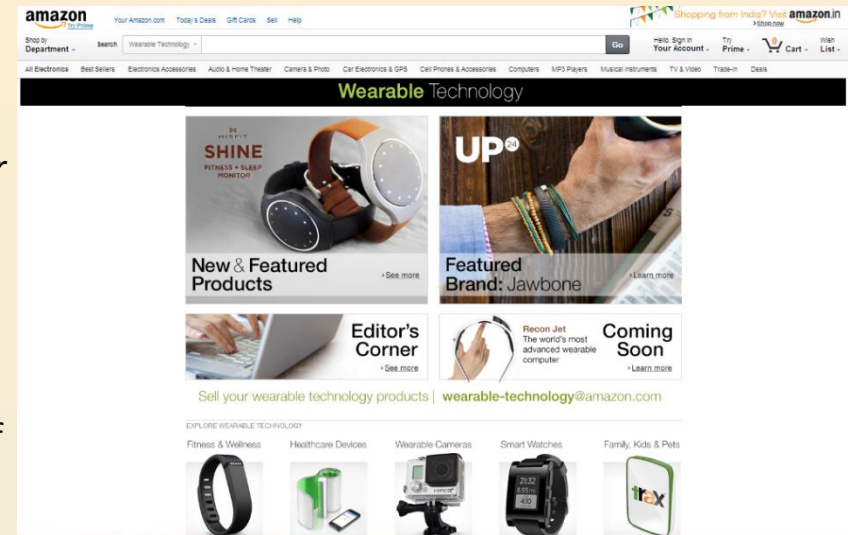 amazon
Try Prime
Your Amazon.com Today's Deals Gift Cards Sell Help
Shopping from India? Visit amazon.in
Shop now
Shop by
Department
Search Wearable Technology
Go
Hello. Sign in
Your Account
Try
Prime
0
Cart
Wish
List
All Electronics Best Sellers Electronics Accessories Audio & Home Theater Camera & Photo Car Electronics & GPS Cell Phones & Accessories Computers MP3 Players Musical Instruments TV & Video Trade-In Deals
Wearable Technology
r
MISFIT
SHINE
FITNESS + SLEEP
MONITOR
New & Featured
Products
See more
UP24
Featured
Brand: Jawbone
Learn more
Editor's
Corner
See more
Recon Jet
The world's most
advanced wearable
computer
Coming
Soon
Learn more
Sell your wearable technology products | wearable-technology@amazon.com
f
EXPLORE WEARABLE TECHNOLOGY
Fitness & Wellness Healthcare Devices Wearable Cameras Smart Watches Family, Kids & Pets
trax